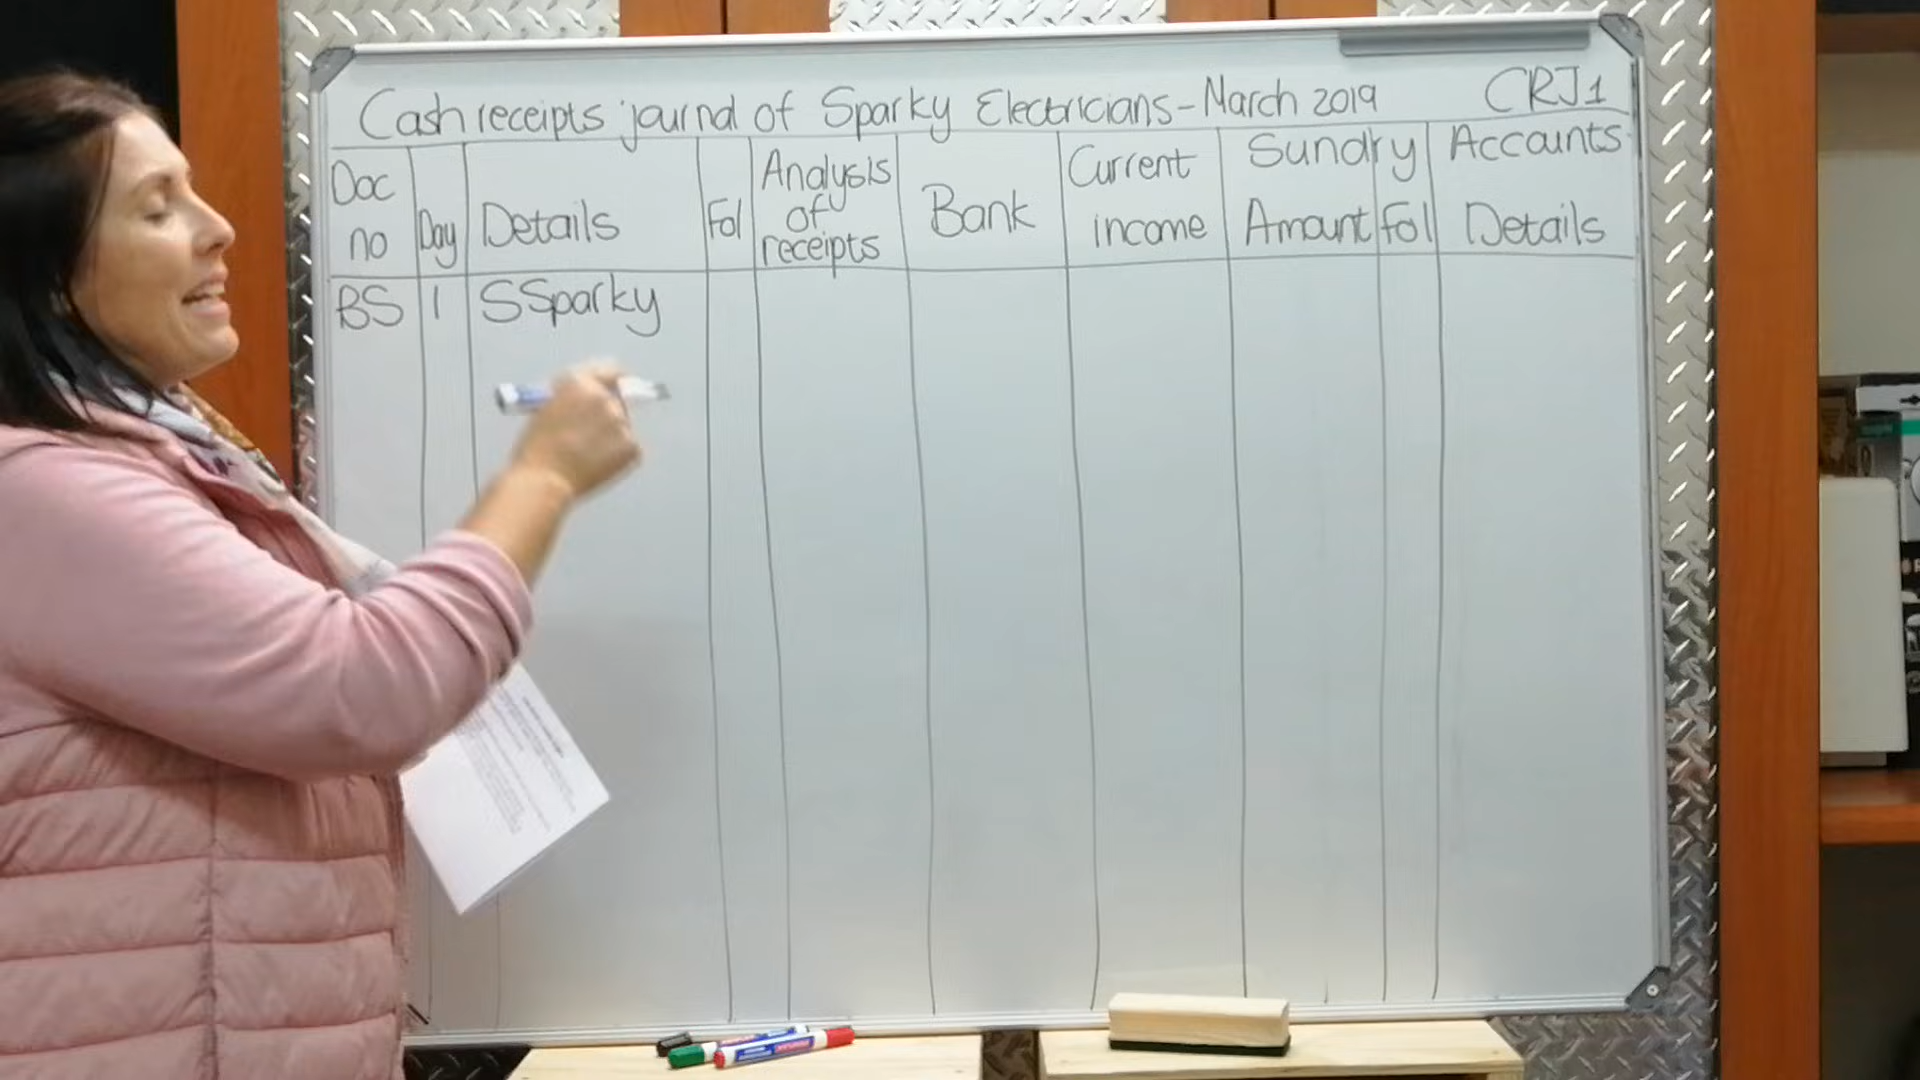 Cash receipts journal of Sparky Electricians - March 2019 CRJ1
Doc no
Day
Details
Fol
Analysis of receipts
Bank
Current income
Sundry Accounts
Amount
Fol
Details
BS 1 S Sparky